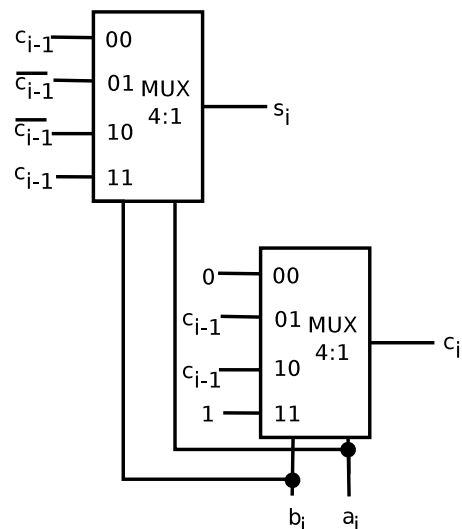 c_{i-1} 00
\overline{c_{i-1}} 01
MUX
4:1
s_i
\overline{c_{i-1}} 10
c_{i-1} 11
0 00
c_{i-1} 01
MUX
4:1
c_i
c_{i-1} 10
1 11
b_i a_i